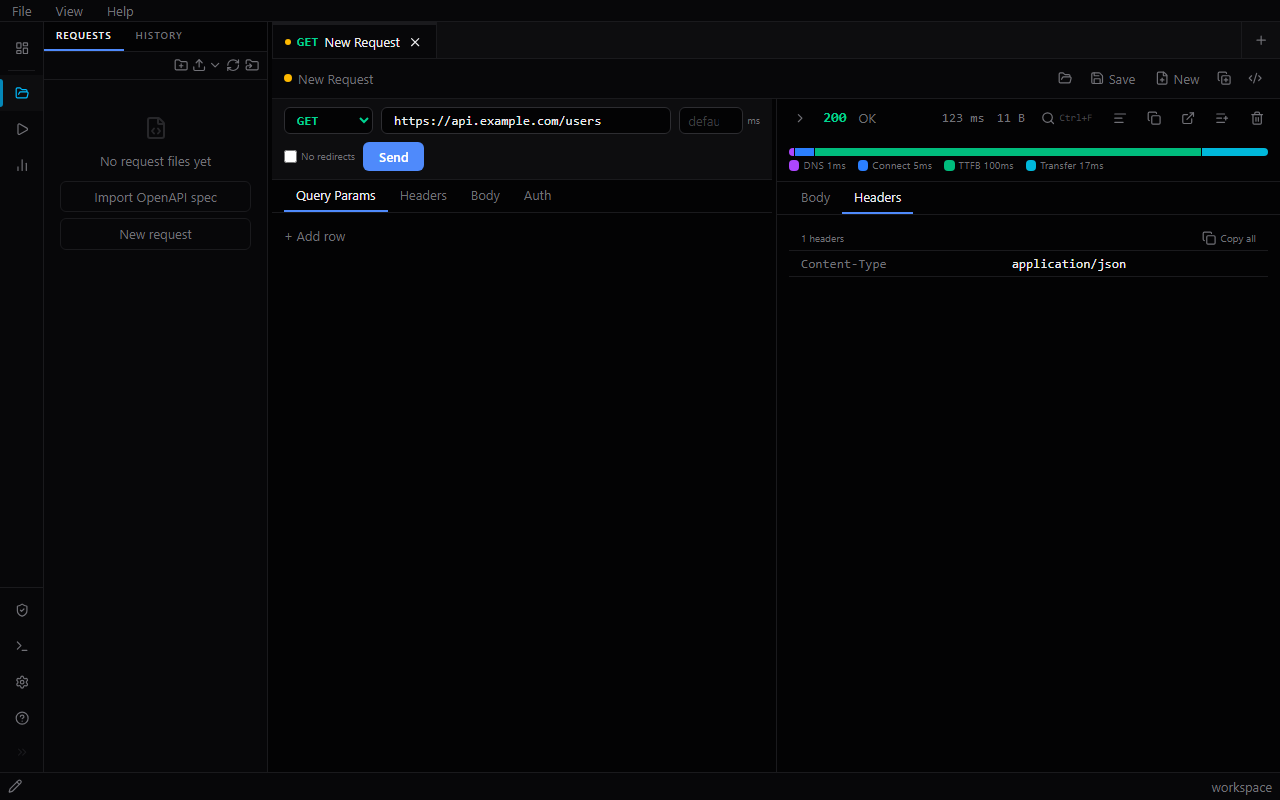 File View Help
REQUESTS HISTORY
GET New Request
New Request
Save New
No request files yet
Import OpenAPI spec
New request
GET https://api.example.com/users defau ms
No redirects Send
Query Params Headers Body Auth
+ Add row
200 OK 123 ms 11 B Ctrl+F
DNS 1ms Connect 5ms TTFB 100ms Transfer 17ms
Body Headers
1 headers Copy all
Content-Type application/json
workspace